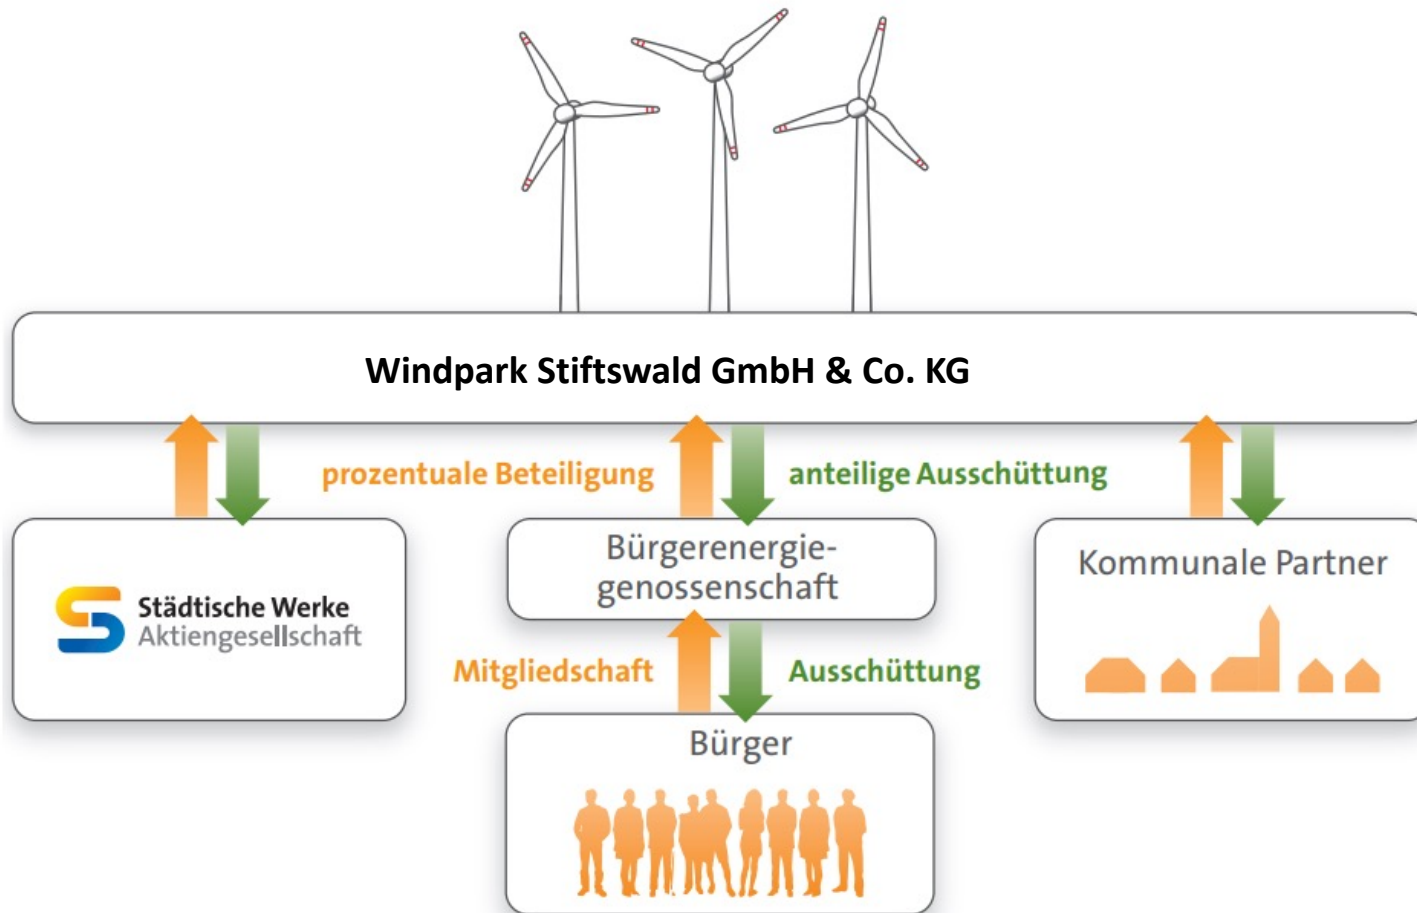 Windpark Stiftswald GmbH & Co. KG
prozentuale Beteiligung
anteilige Ausschüttung
Städtische Werke
Aktiengesellschaft
Bürgerenergie-
genossenschaft
Kommunale Partner
Mitgliedschaft
Ausschüttung
Bürger